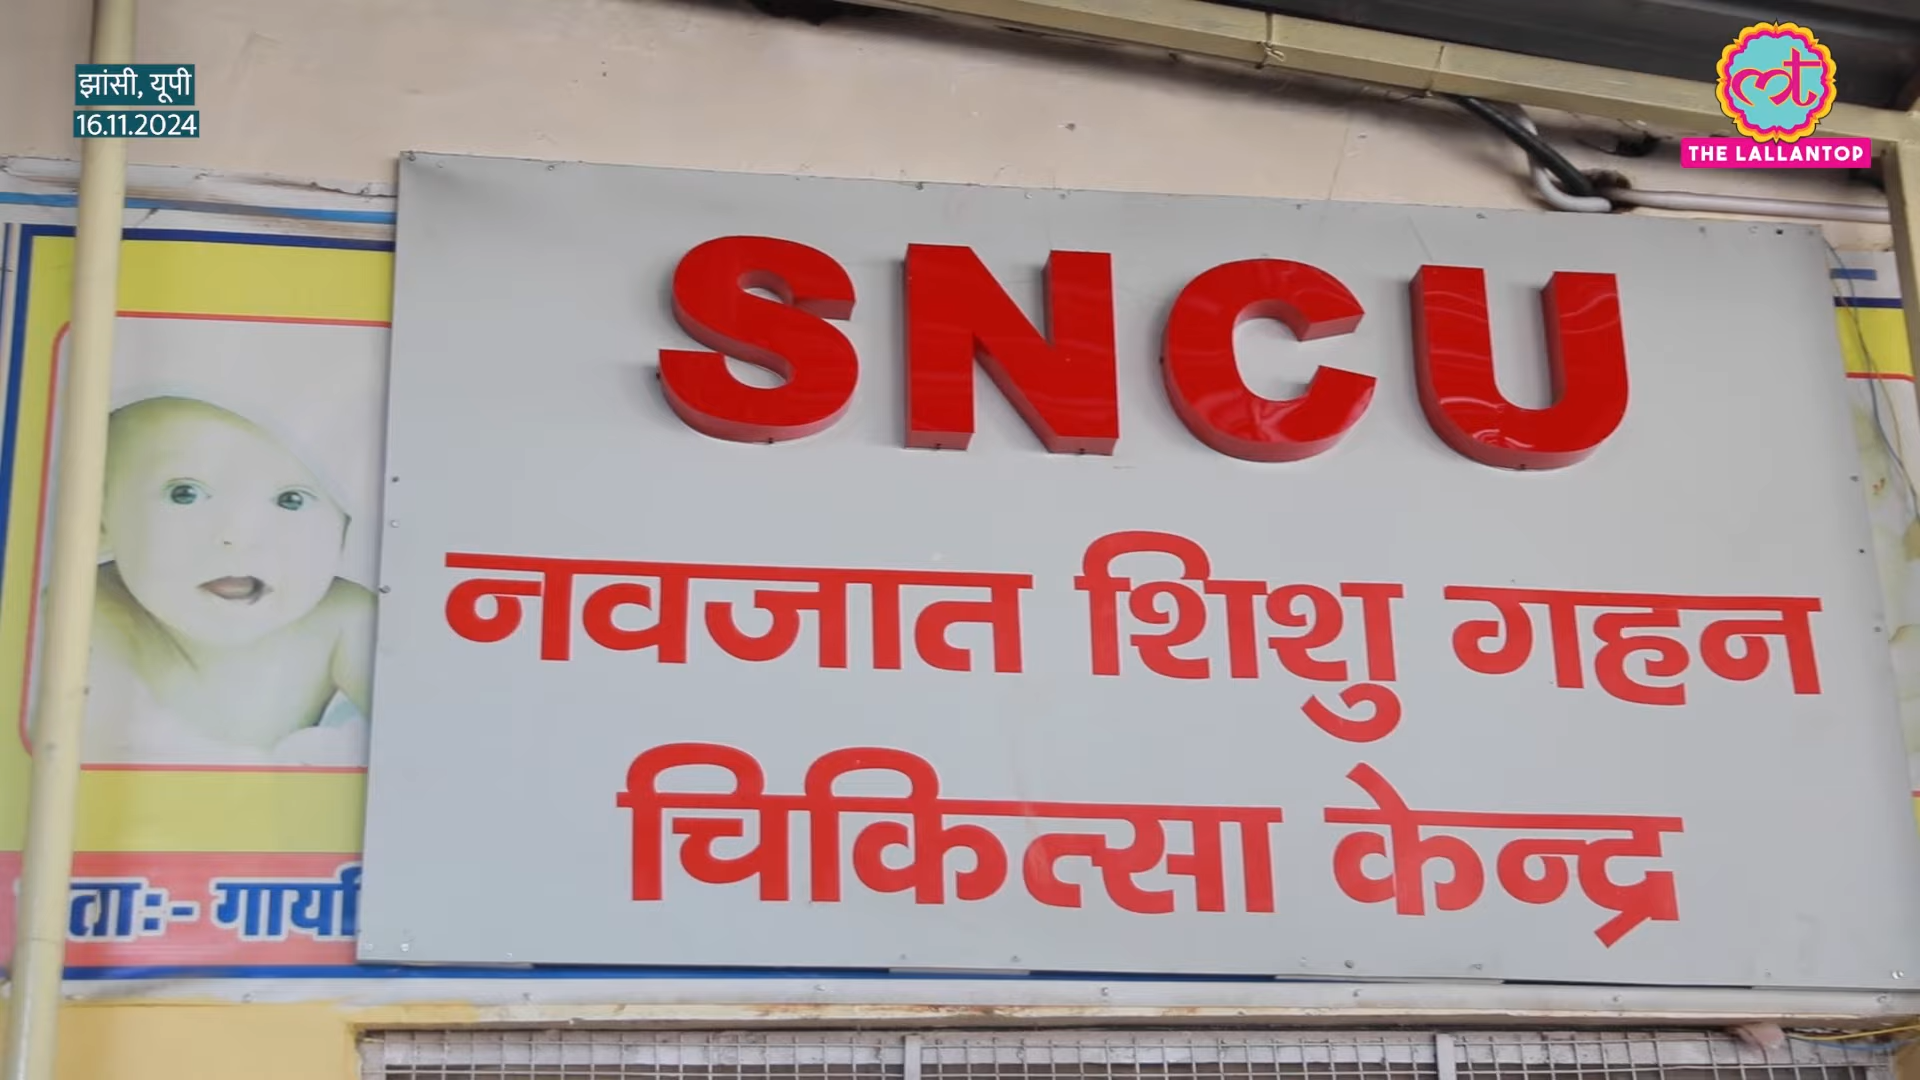 झांसी, यूपी
16.11.2024
THE LALLANTOP
SNCU
नवजात शिशु गहन
चिकित्सा केन्द्र